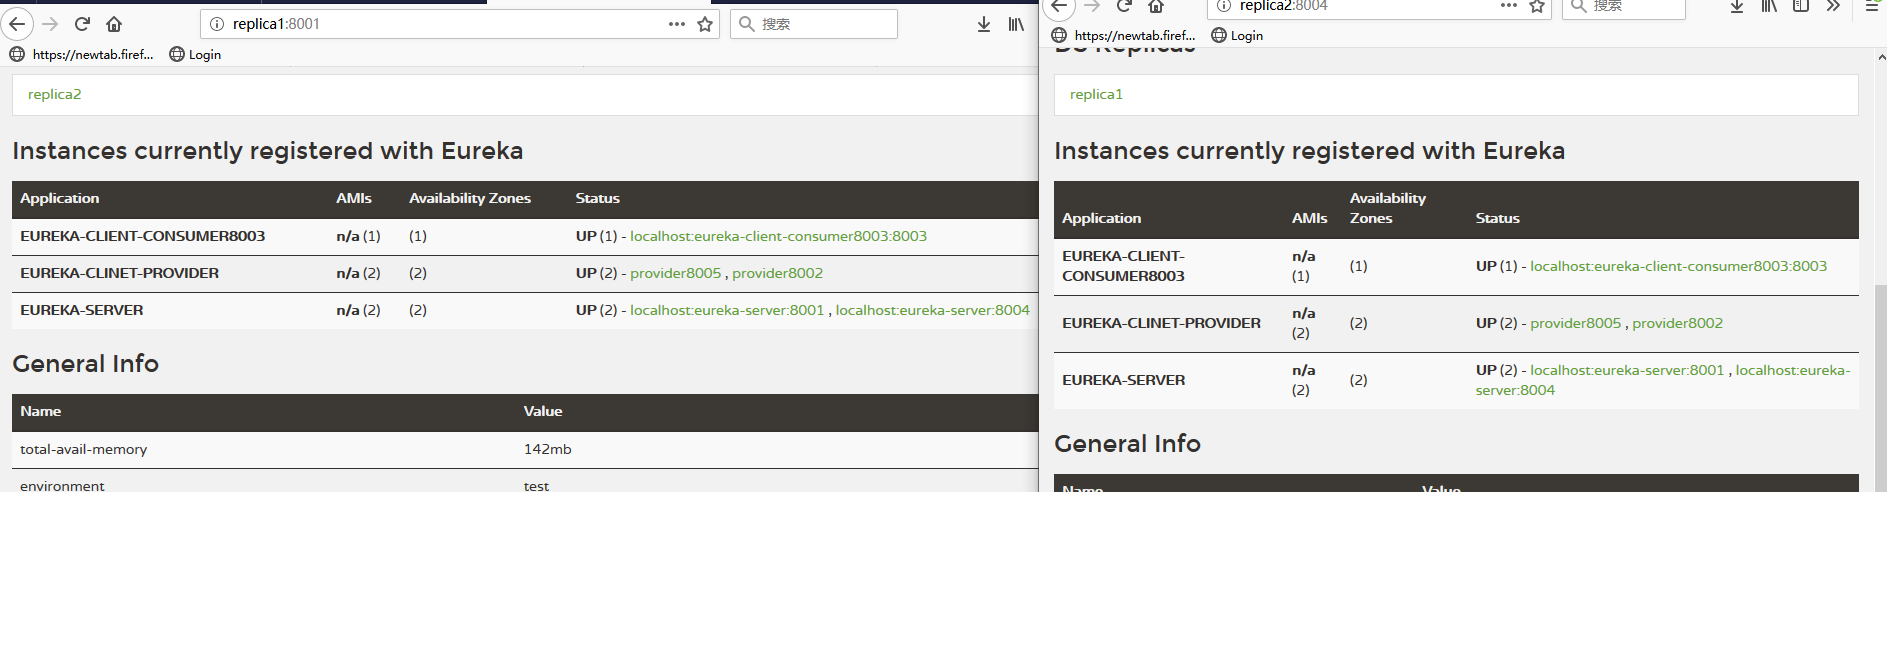 replica1:8001
搜索
https://newtab.firef...
Login
replica2
Instances currently registered with Eureka
Application AMIs Availability Zones Status
EUREKA-CLIENT-CONSUMER8003 n/a (1) (1) UP (1) - localhost:eureka-client-consumer8003:8003
EUREKA-CLINET-PROVIDER n/a (2) (2) UP (2) - provider8005 , provider8002
EUREKA-SERVER n/a (2) (2) UP (2) - localhost:eureka-server:8001 , localhost:eureka-server:8004
General Info
Name Value
total-avail-memory 142mb
environment test
replica2:8004
搜索
https://newtab.firef...
Login
DS Replicas
replica1
Instances currently registered with Eureka
Availability
Application AMIs Zones Status
EUREKA-CLIENT- n/a
CONSUMER8003 (1) (1) UP (1) - localhost:eureka-client-consumer8003:8003
n/a
EUREKA-CLINET-PROVIDER (2) (2) UP (2) - provider8005 , provider8002
n/a UP (2) - localhost:eureka-server:8001 , localhost:eureka-
EUREKA-SERVER (2) (2) server:8004
General Info
Name Value